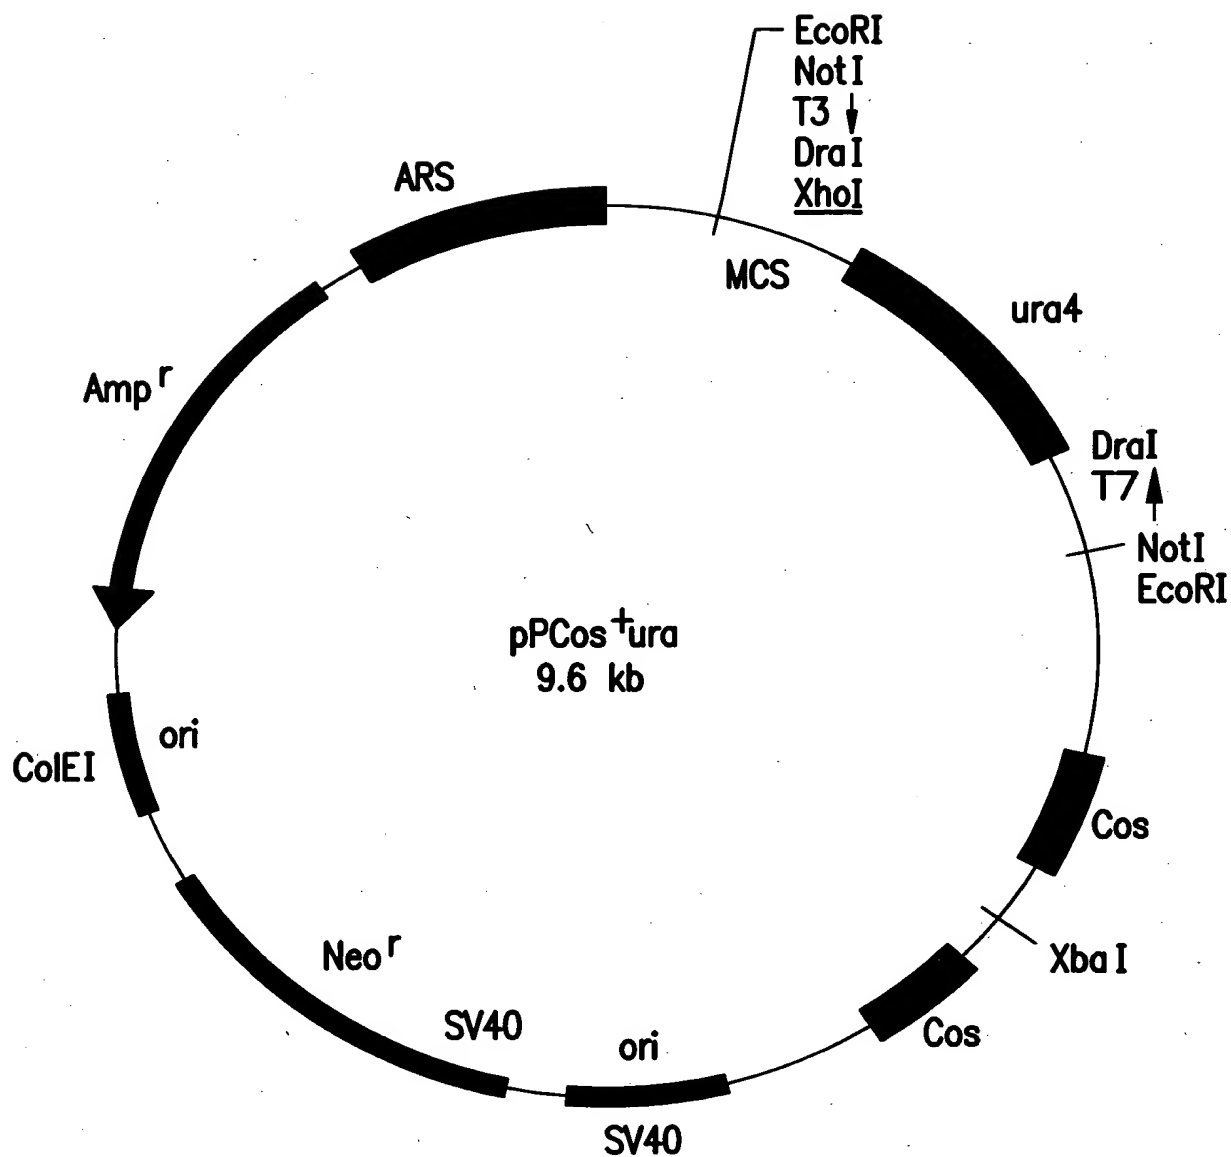 EcoRI
NotI
T3 ↓
DraI
XhoI
ARS
MCS
ura4
Amp r
DraI
T7
NotI
EcoRI
pPCos+ura
9.6 kb
ori
ColEI
Cos
Neo r
XbaI
SV40
ori
Cos
SV40